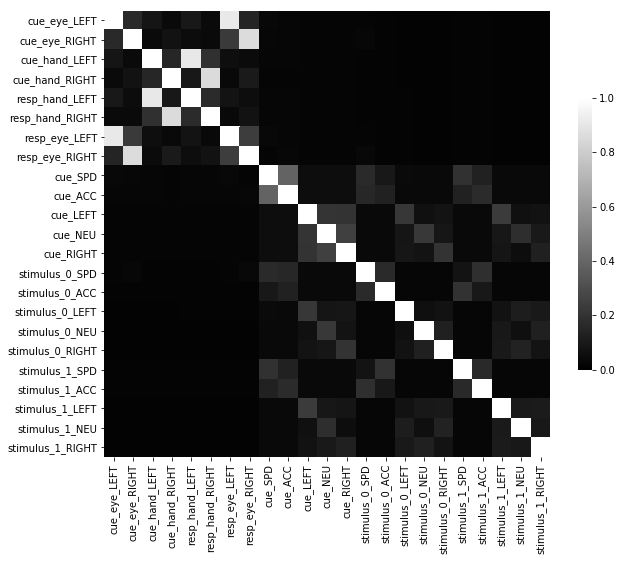 cue_eye_LEFT
cue_eye_RIGHT
cue_hand_LEFT
cue_hand_RIGHT
resp_hand_LEFT
resp_hand_RIGHT
resp_eye_LEFT
resp_eye_RIGHT
cue_SPD
cue_ACC
cue_LEFT
cue_NEU
cue_RIGHT
stimulus_0_SPD
stimulus_0_ACC
stimulus_0_LEFT
stimulus_0_NEU
stimulus_0_RIGHT
stimulus_1_SPD
stimulus_1_ACC
stimulus_1_LEFT
stimulus_1_NEU
stimulus_1_RIGHT
cue_eye_LEFT
cue_eye_RIGHT
cue_hand_LEFT
cue_hand_RIGHT
resp_hand_LEFT
resp_hand_RIGHT
resp_eye_LEFT
resp_eye_RIGHT
cue_SPD
cue_ACC
cue_LEFT
cue_NEU
cue_RIGHT
stimulus_0_SPD
stimulus_0_ACC
stimulus_0_LEFT
stimulus_0_NEU
stimulus_0_RIGHT
stimulus_1_SPD
stimulus_1_ACC
stimulus_1_LEFT
stimulus_1_NEU
stimulus_1_RIGHT
1.0
0.8
0.6
0.4
0.2
0.0